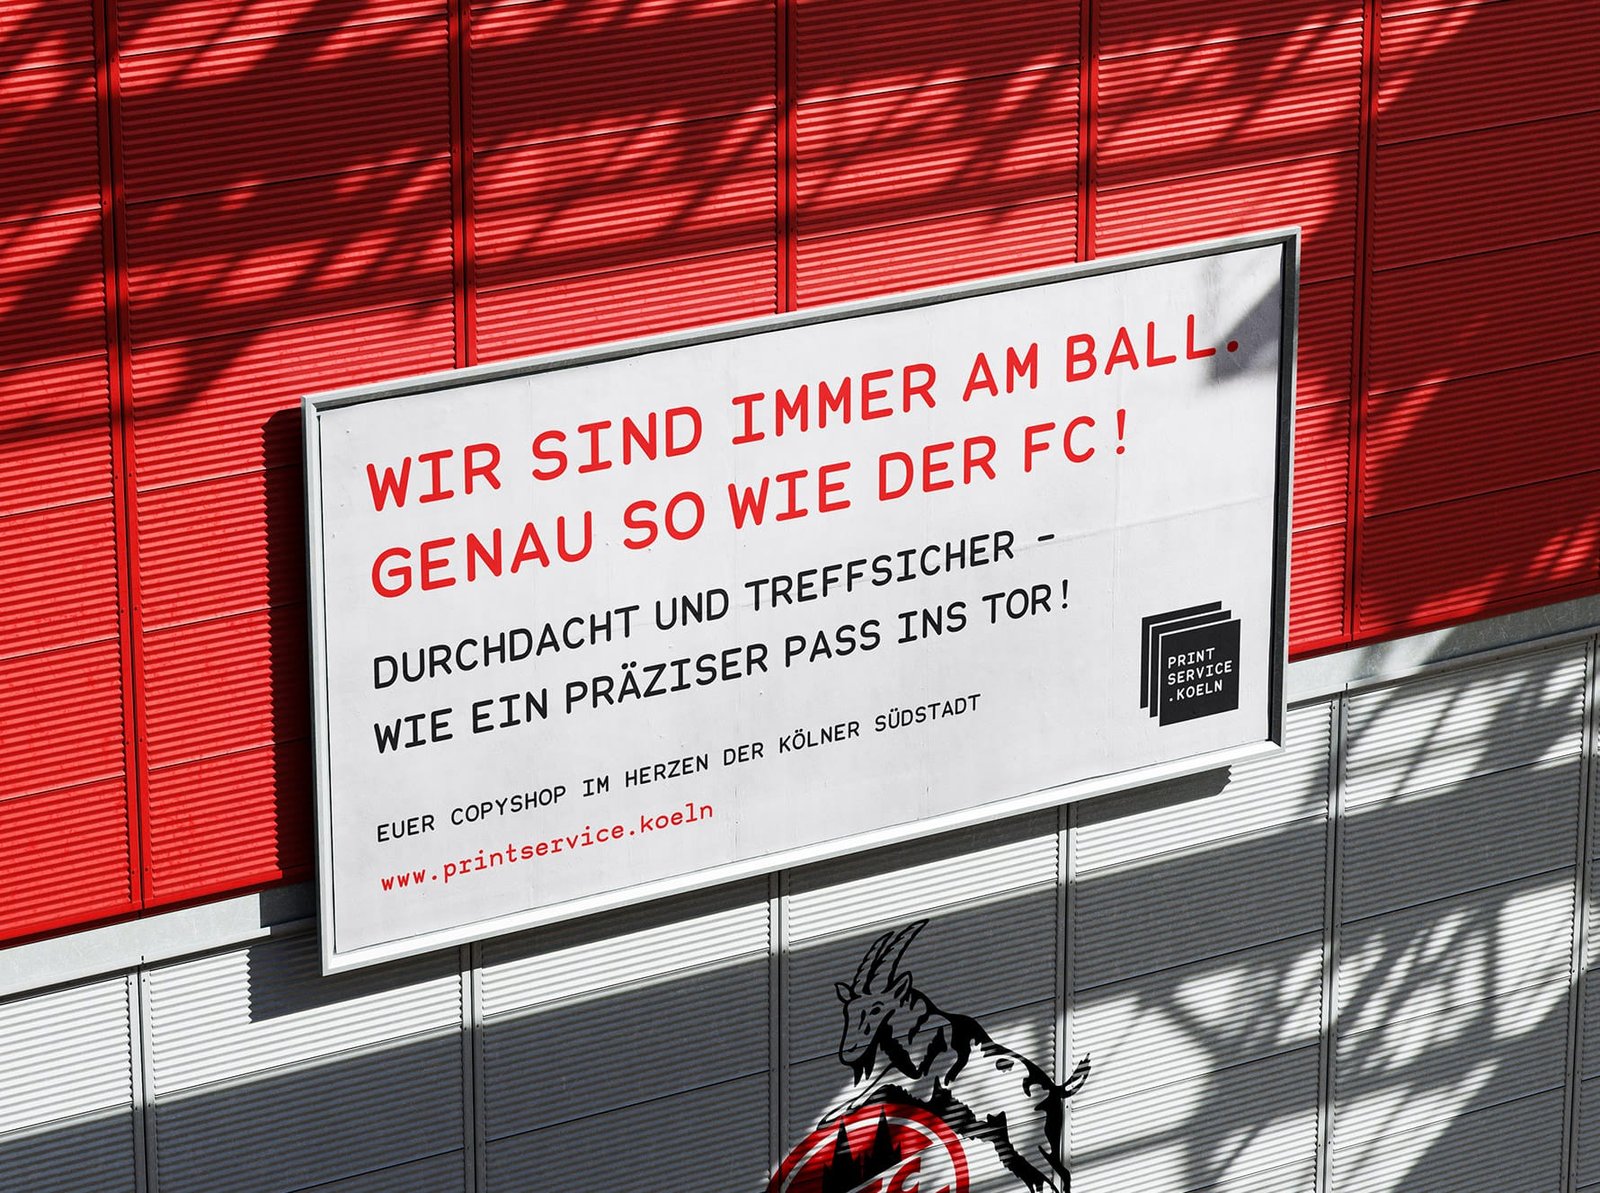 WIR SIND IMMER AM BALL.
GENAU SO WIE DER FC!
DURCHDACHT UND TREFFSICHER –
WIE EIN PRÄZISER PASS INS TOR!
EUER COPYSHOP IM HERZEN DER KÖLNER SÜDSTADT
www.printservice.koeln
PRINT
SERVICE
.KOELN